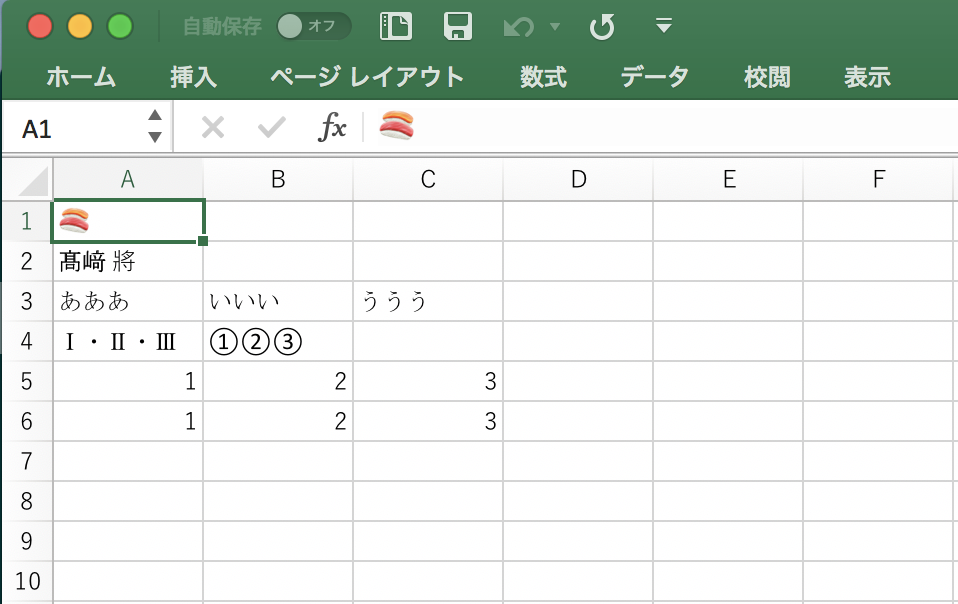 自動保存 オフ
ホーム 挿入 ページ レイアウト 数式 データ 校閲 表示
A1 fx 🍣
A B C D E F
1 🍣
2 髙﨑 將
3 あああ いいい ううう
4 Ⅰ・Ⅱ・Ⅲ ①②③
5 1 2 3
6 1 2 3
7
8
9
10